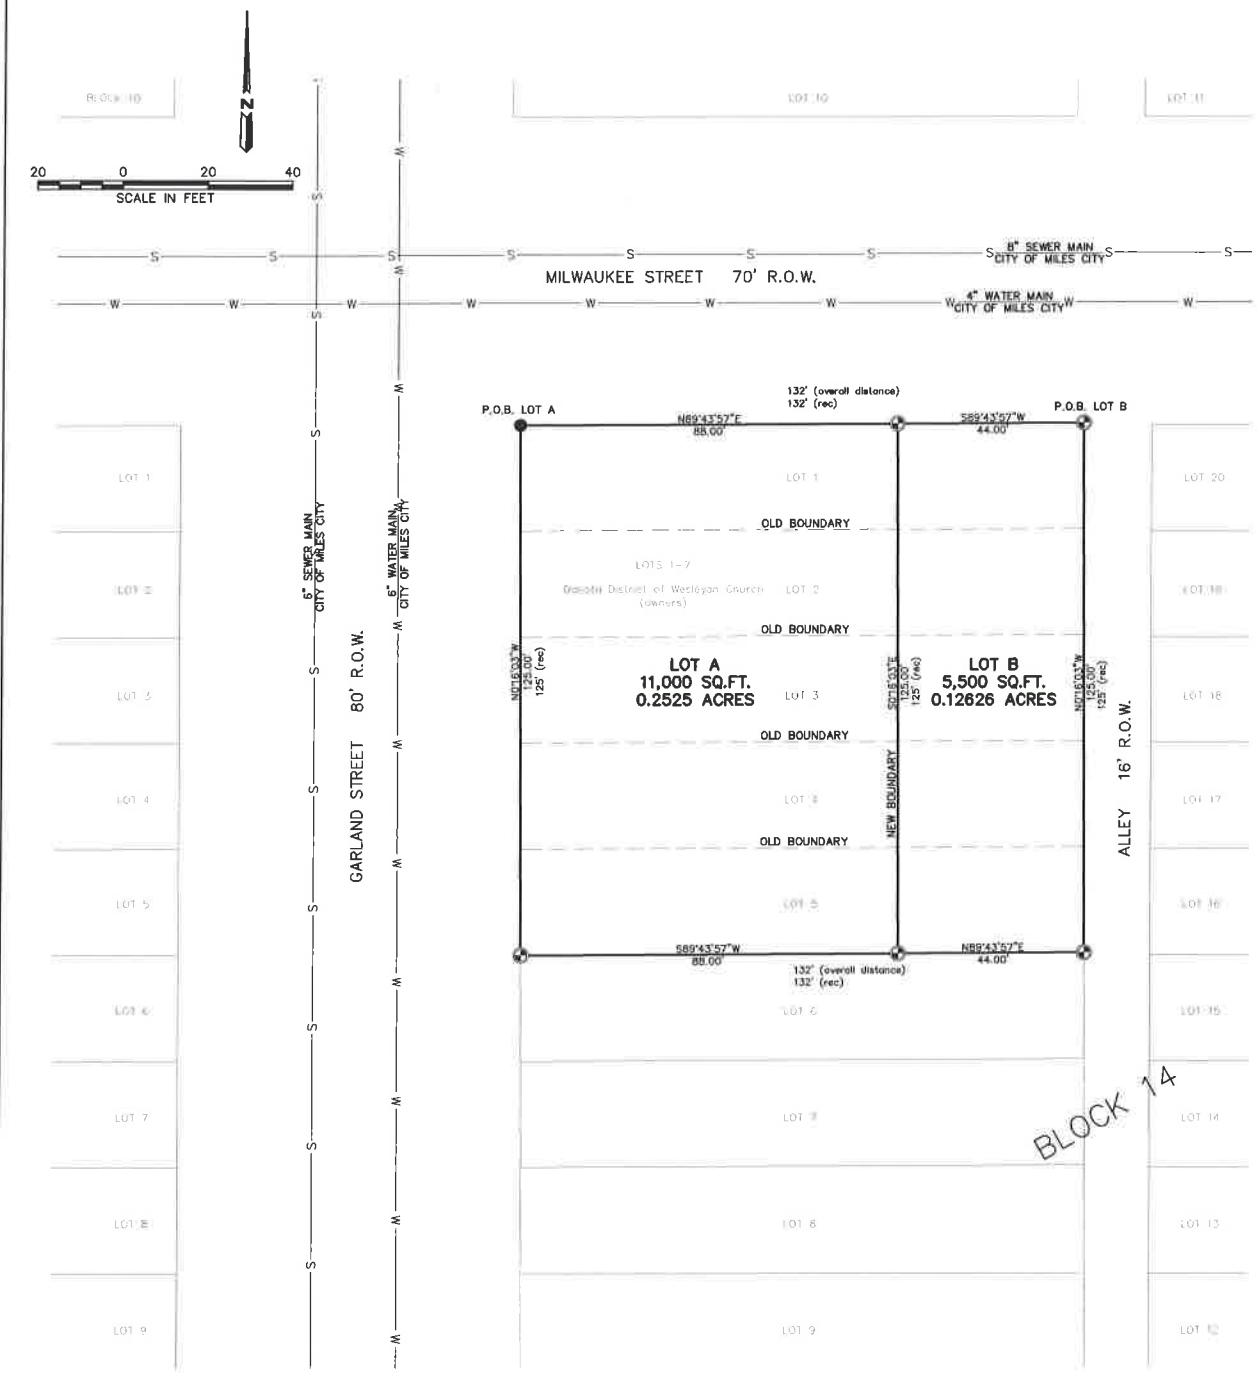 BLOCK 10
LOT 10
LOT 11
N
20 0 20 40
SCALE IN FEET
8" SEWER MAIN
CITY OF MILES CITY
MILWAUKEE STREET 70' R.O.W.
4" WATER MAIN
CITY OF MILES CITY
132' (overall distance)
132' (rec)
P.O.B. LOT A
P.O.B. LOT B
N89°43'57"E
88.00'
S89°43'57"W
44.00'
LOT 1
LOT 1
LOT 20
OLD BOUNDARY
6" SEWER MAIN
CITY OF MILES CITY
6" WATER MAIN
CITY OF MILES CITY
LOTS 1-7
District of Wesleyan Church
(owners)
LOT 2
LOT 2
OLD BOUNDARY
GARLAND STREET 80' R.O.W.
N0°16'03"W
125.00'
125' (rec)
LOT A
11,000 SQ.FT.
0.2525 ACRES
LOT 3
LOT 3
S0°16'03"E
125.00'
125' (rec)
LOT B
5,500 SQ.FT.
0.12626 ACRES
N0°16'03"W
125.00'
125' (rec)
LOT 18
OLD BOUNDARY
NEW BOUNDARY
ALLEY 16' R.O.W.
LOT 4
LOT 4
LOT 17
OLD BOUNDARY
LOT 5
LOT 5
LOT 16
S89°43'57"W
88.00'
N89°43'57"E
44.00'
132' (overall distance)
132' (rec)
LOT 6
LOT 6
LOT 15
BLOCK 14
LOT 7
LOT 7
LOT 14
LOT 8
LOT 8
LOT 13
LOT 9
LOT 9
LOT 12